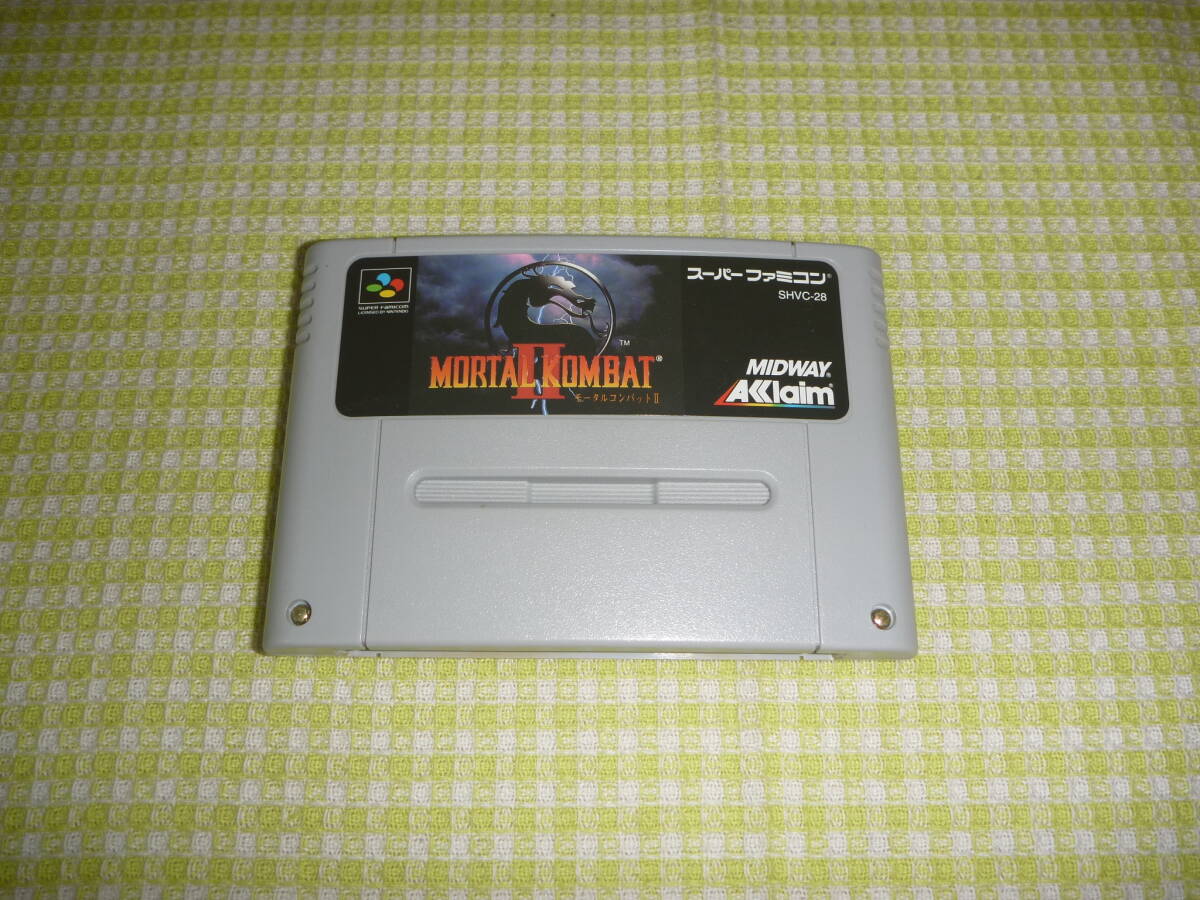 SUPER FAMICOM
LICENSED BY NINTENDO
MORTAL KOMBAT®
II
TM
モータルコンバットII
スーパーファミコン®
SHVC-28
MIDWAY®
AKklaim®